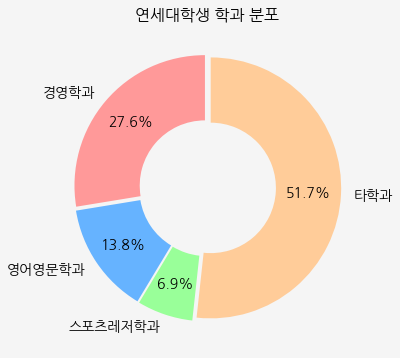 연세대학생 학과 분포
경영학과
27.6%
51.7%
타학과
13.8%
영어영문학과
6.9%
스포츠레저학과